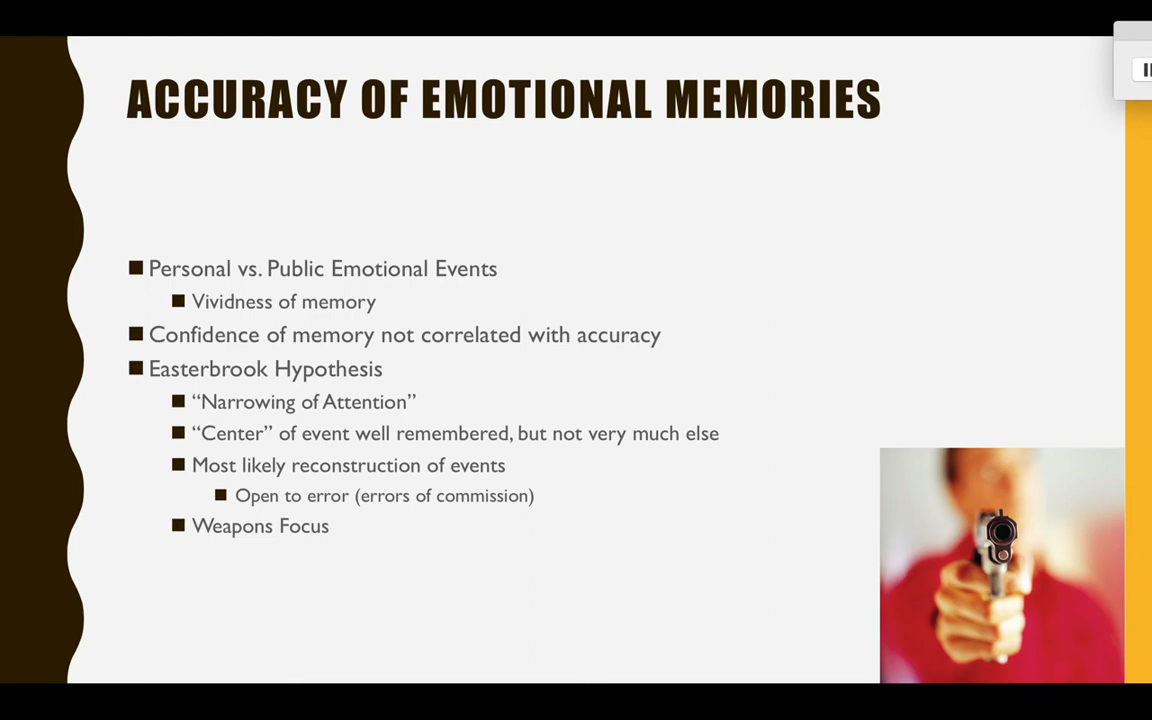 ACCURACY OF EMOTIONAL MEMORIES
Personal vs. Public Emotional Events
Vividness of memory
Confidence of memory not correlated with accuracy
Easterbrook Hypothesis
“Narrowing of Attention”
“Center” of event well remembered, but not very much else
Most likely reconstruction of events
Open to error (errors of commission)
Weapons Focus